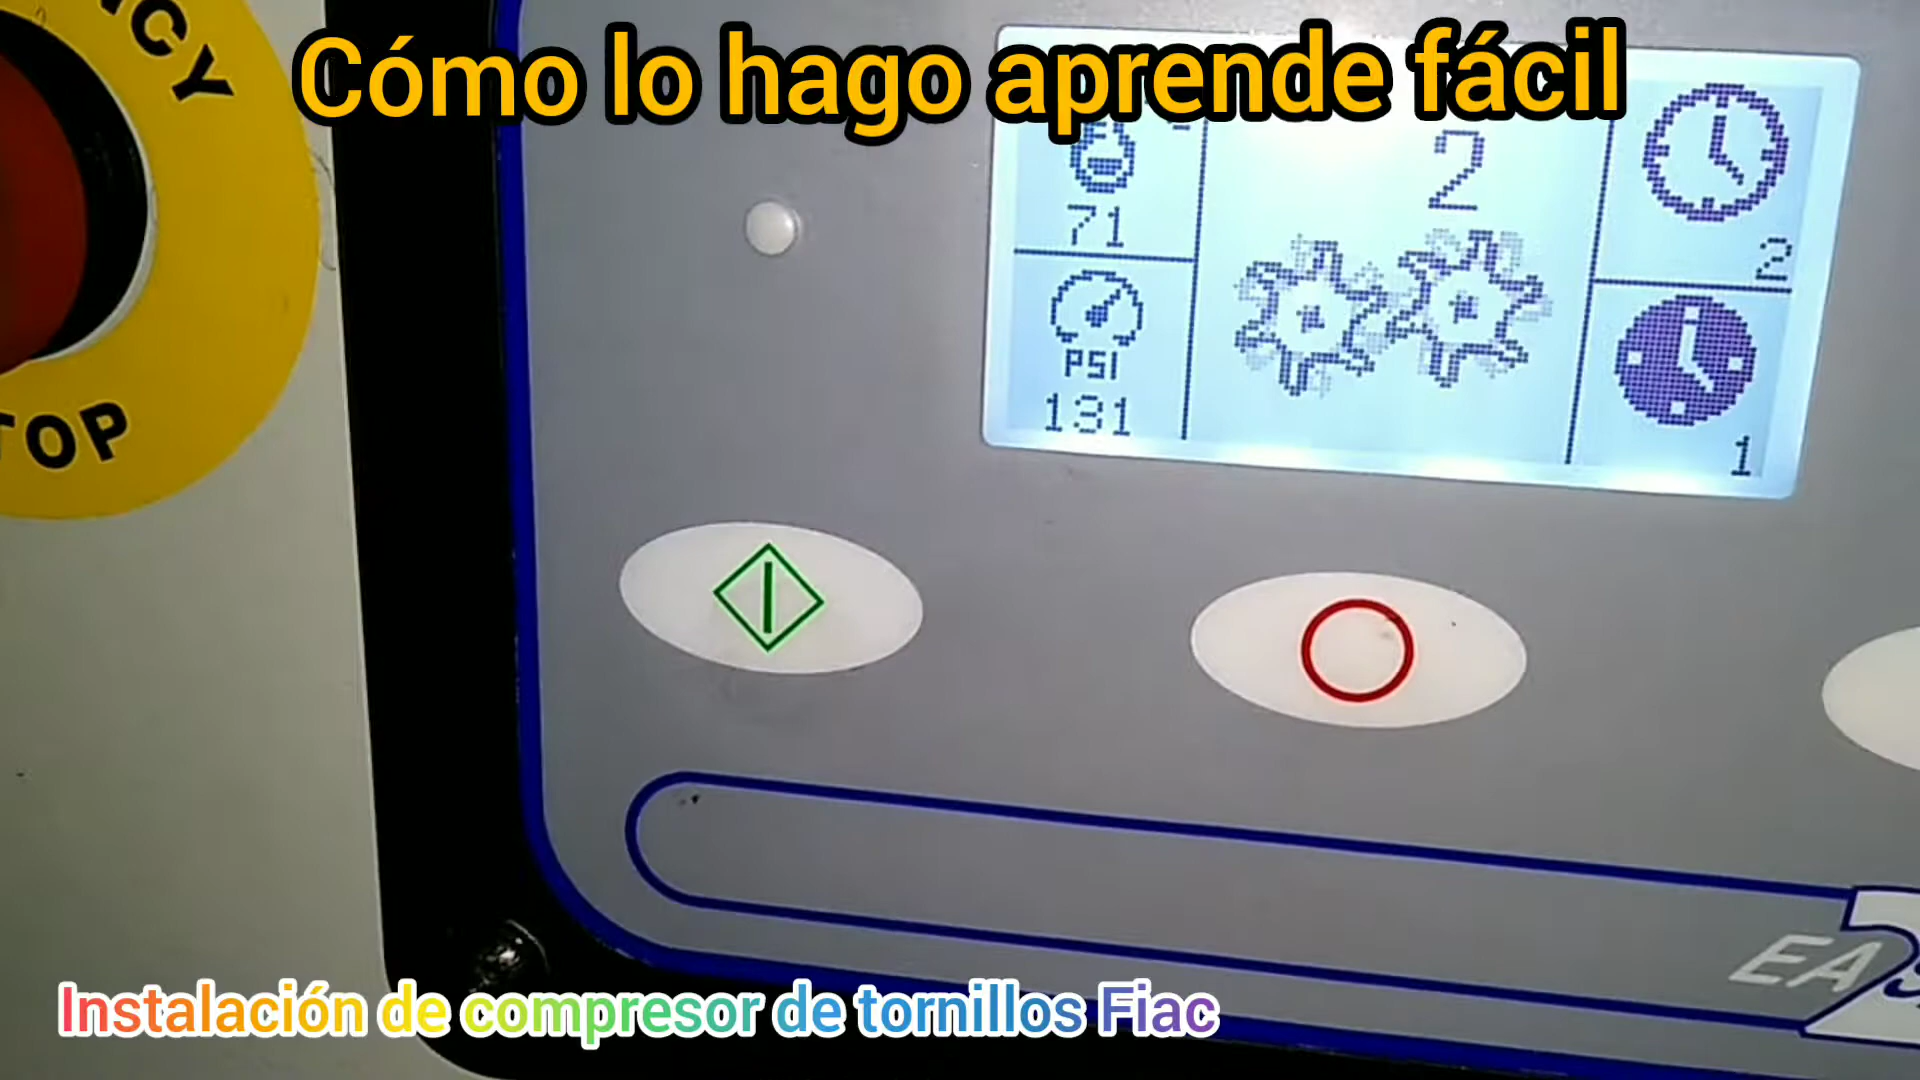 Cómo lo hago aprende fácil
NCY
TOP
71
PSI
131
2
2
1
EA
Instalación de compresor de tornillos Fiac